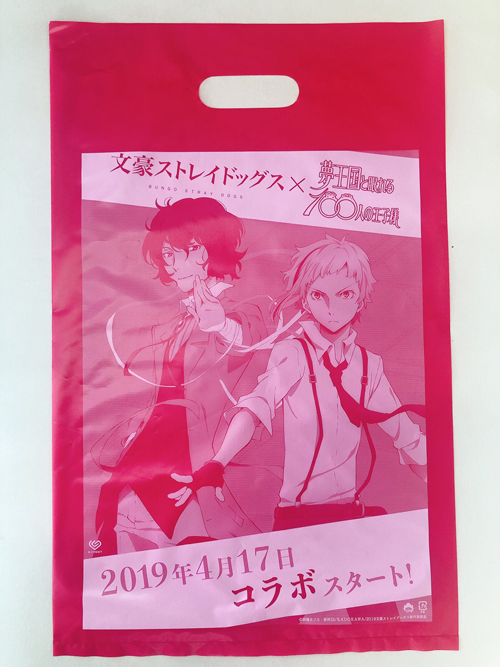 文豪ストレイドッグス×夢王国と眠れる
100人の王子様
BUNGO STRAY DOGS
2019年4月17日
コラボスタート!